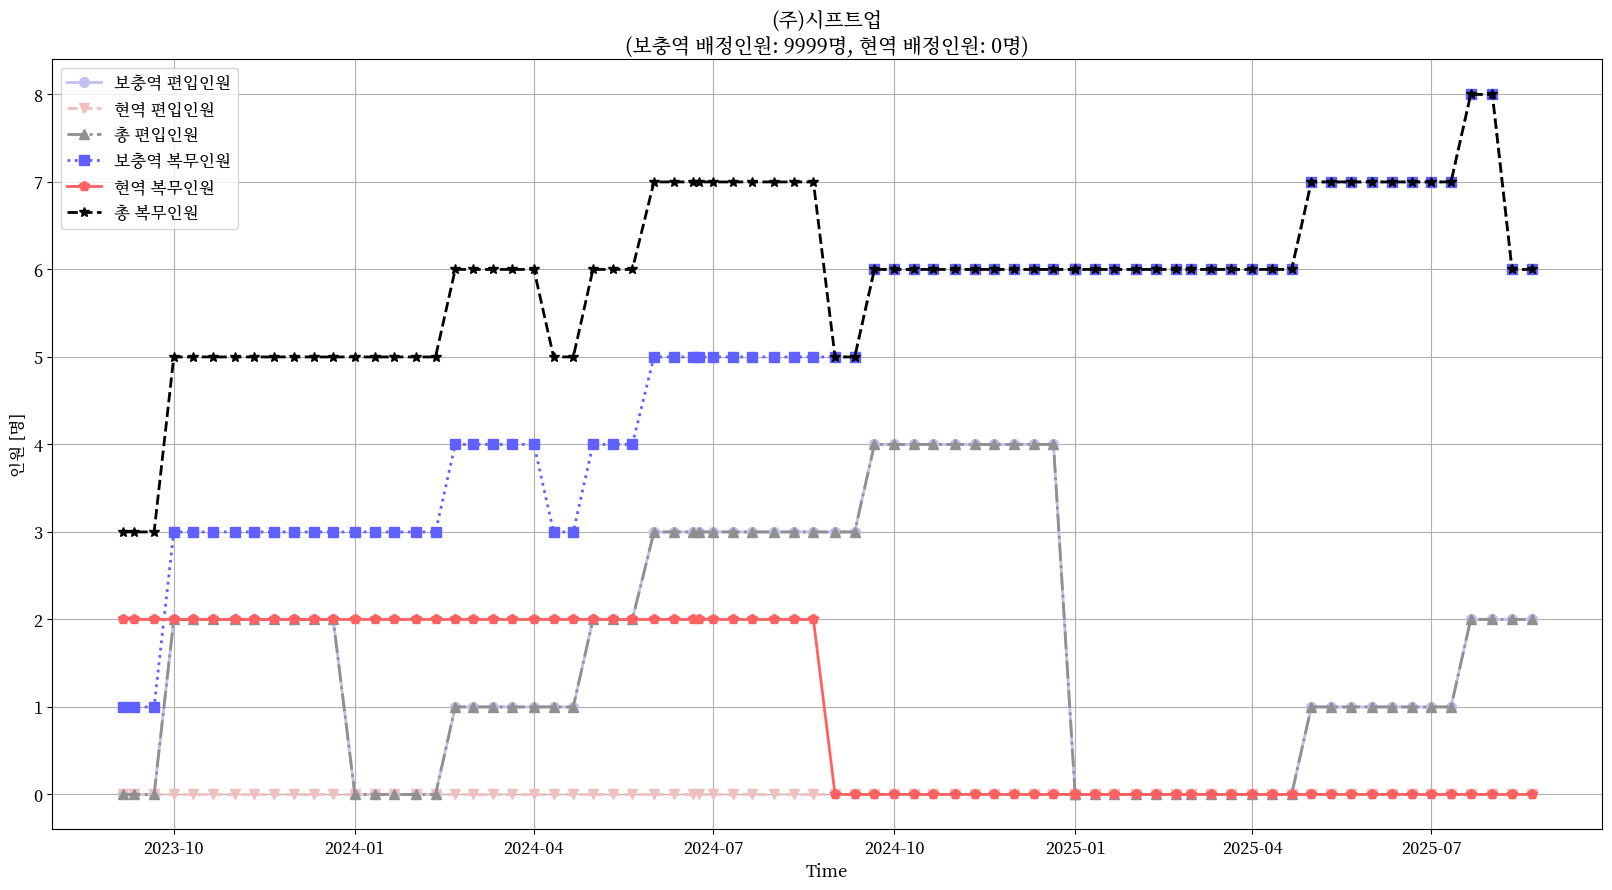 (주)시프트업
(보충역 배정인원: 9999명, 현역 배정인원: 0명)
보충역 편입인원
현역 편입인원
총 편입인원
보충역 복무인원
현역 복무인원
총 복무인원
인원 [명]
8
7
6
5
4
3
2
1
0
2023-10
2024-01
2024-04
2024-07
2024-10
2025-01
2025-04
2025-07
Time